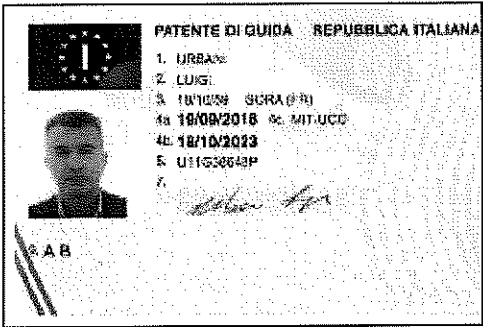 I
PATENTE DI GUIDA REPUBBLICA ITALIANA
1. URBANI
2. LUIGI
3. 18/10/59 SORA (FR)
4a. 19/09/2018 4c. MIT-UCO
4b. 18/10/2023
5.
7.
9. A B